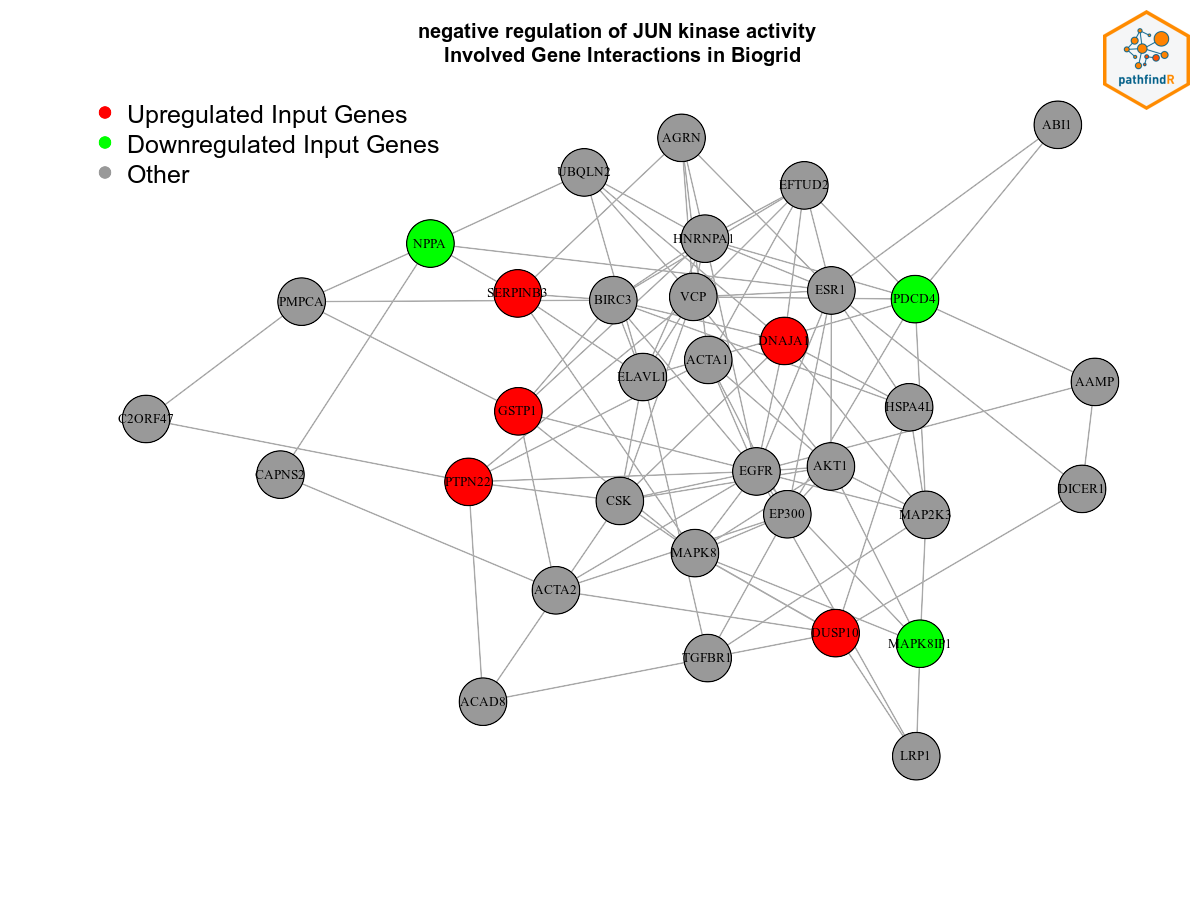 negative regulation of JUN kinase activity
Involved Gene Interactions in Biogrid
pathfindR
Upregulated Input Genes
Downregulated Input Genes
Other
ABI1
AGRN
UBQLN2
EFTUD2
HNRNPA1
NPPA
SERPINB3
PMPCA
BIRC3
VCP
ESR1
PDCD4
DNAJA1
ACTA1
ELAVL1
AAMP
C2ORF47
GSTP1
HSPA4L
CAPNS2
PTPN22
EGFR
AKT1
DICER1
CSK
EP300
MAP2K3
MAPK8
ACTA2
DUSP10
MAPK8IP1
TGFBR1
ACAD8
LRP1